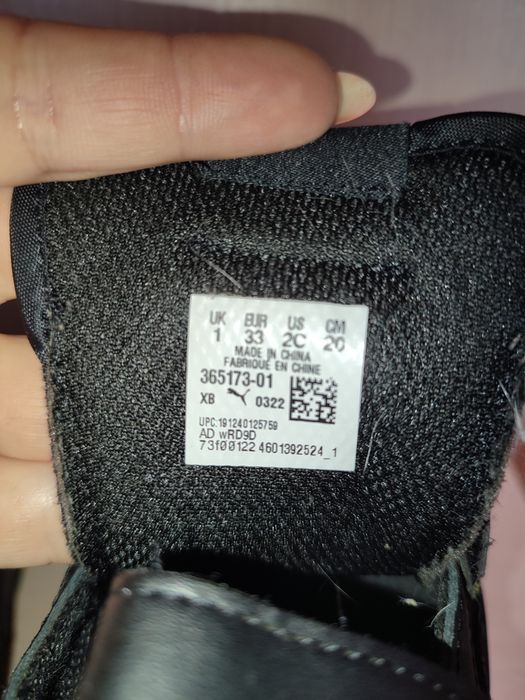 UK EUR US CM
1 33 2C 20
MADE IN CHINA
FABRIQUE EN CHINE
365173-01
XB 0322
UPC:191240125759
AD wRD9D
73f00122 4601392524_1